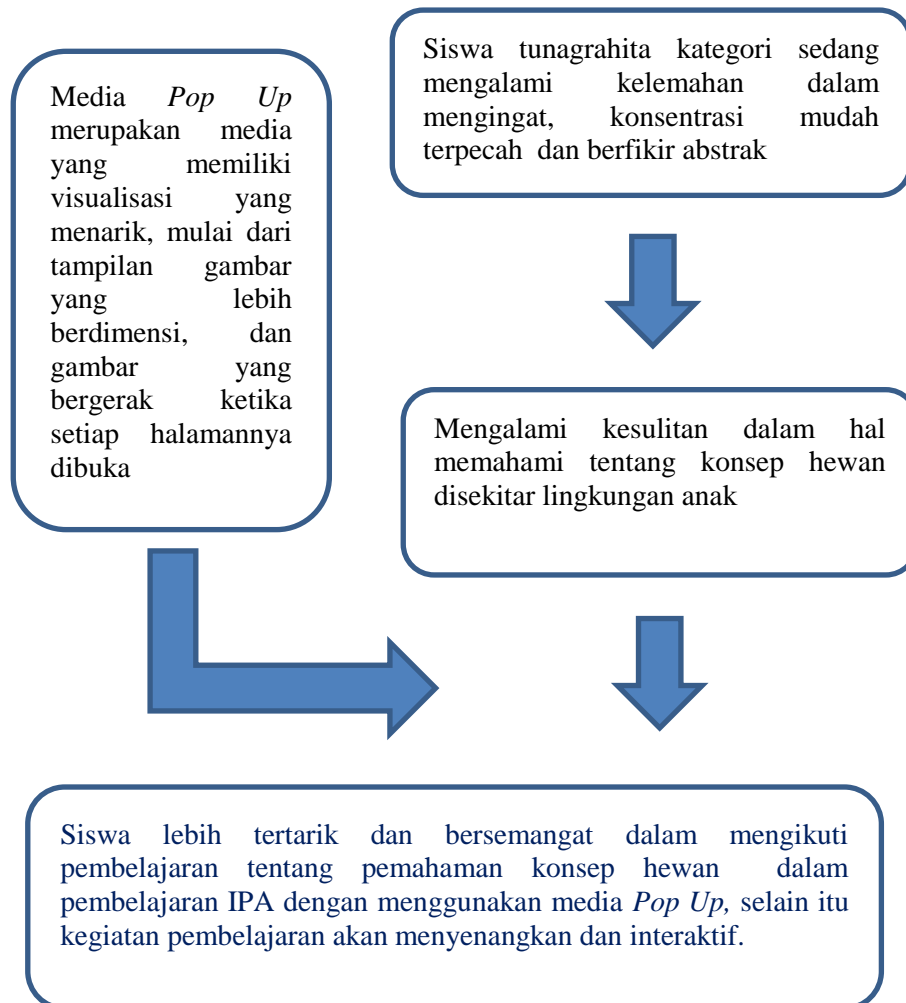 Siswa tunagrahita kategori sedang
mengalami kelemahan dalam
mengingat, konsentrasi mudah
terpecah dan berfikir abstrak
Media Pop Up
merupakan media
yang memiliki
visualisasi yang
menarik, mulai dari
tampilan gambar
yang lebih
berdimensi, dan
gambar yang
bergerak ketika
setiap halamannya
dibuka
Mengalami kesulitan dalam hal
memahami tentang konsep hewan
disekitar lingkungan anak
Siswa lebih tertarik dan bersemangat dalam mengikuti
pembelajaran tentang pemahaman konsep hewan dalam
pembelajaran IPA dengan menggunakan media Pop Up, selain itu
kegiatan pembelajaran akan menyenangkan dan interaktif.